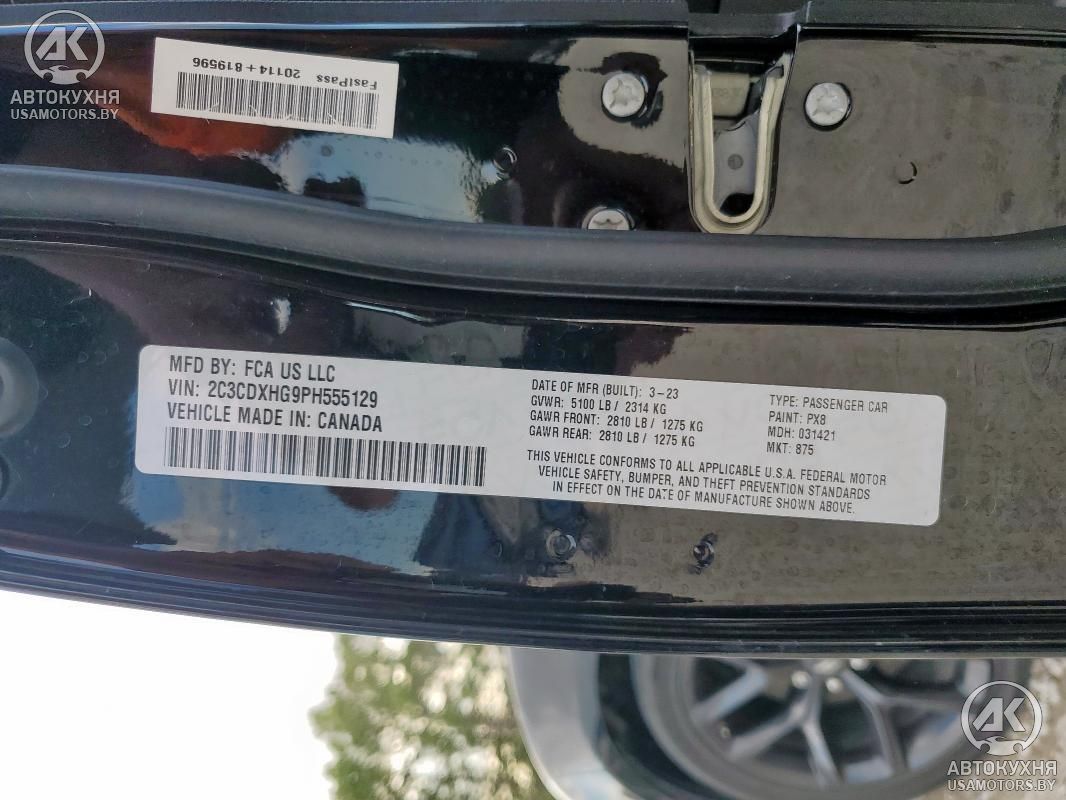 AK
АВТОКУХНЯ
USAMOTORS.BY
FastPass 20114+819596
MFD BY: FCA US LLC
VIN: 2C3CDXHG9PH555129
VEHICLE MADE IN: CANADA
DATE OF MFR (BUILT): 3-23
GVWR: 5100 LB / 2314 KG
GAWR FRONT: 2810 LB / 1275 KG
GAWR REAR: 2810 LB / 1275 KG
TYPE: PASSENGER CAR
PAINT: PX8
MDH: 031421
MKT: 875
THIS VEHICLE CONFORMS TO ALL APPLICABLE U.S.A. FEDERAL MOTOR
VEHICLE SAFETY, BUMPER, AND THEFT PREVENTION STANDARDS
IN EFFECT ON THE DATE OF MANUFACTURE SHOWN ABOVE.
AK
АВТОКУХНЯ
USAMOTORS.BY